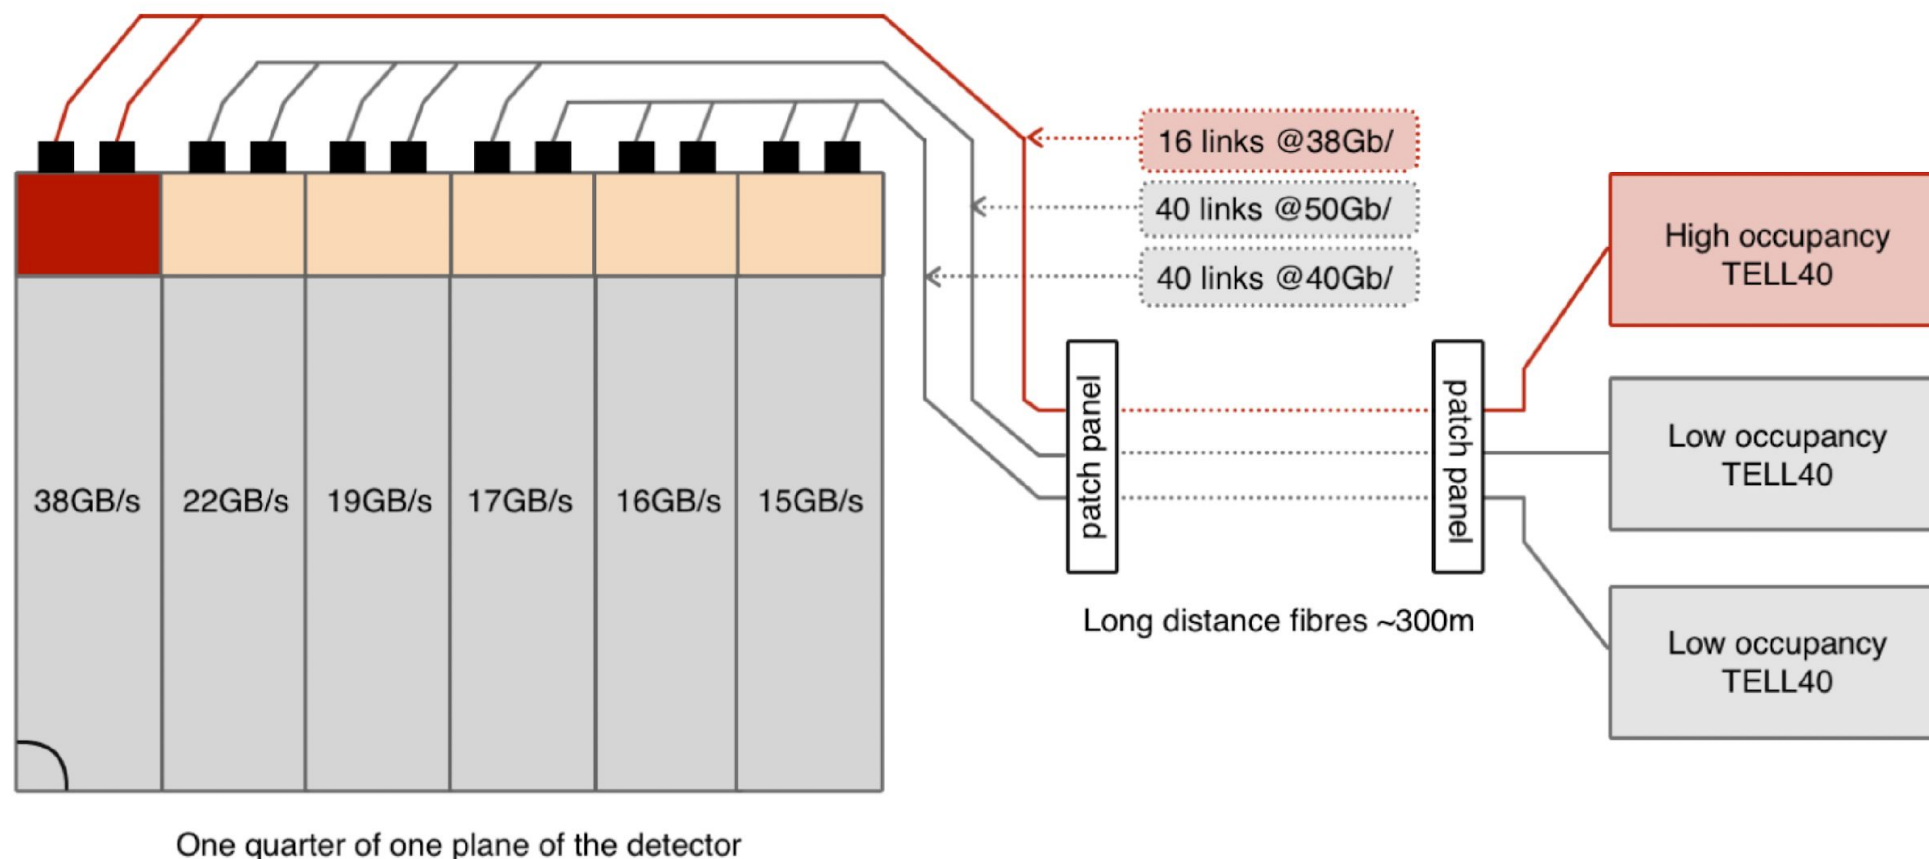 16 links @38Gb/
40 links @50Gb/
40 links @40Gb/
High occupancy
TELL40
patch panel
patch panel
Low occupancy
TELL40
38GB/s
22GB/s
19GB/s
17GB/s
16GB/s
15GB/s
Long distance fibres ~300m
Low occupancy
TELL40
One quarter of one plane of the detector